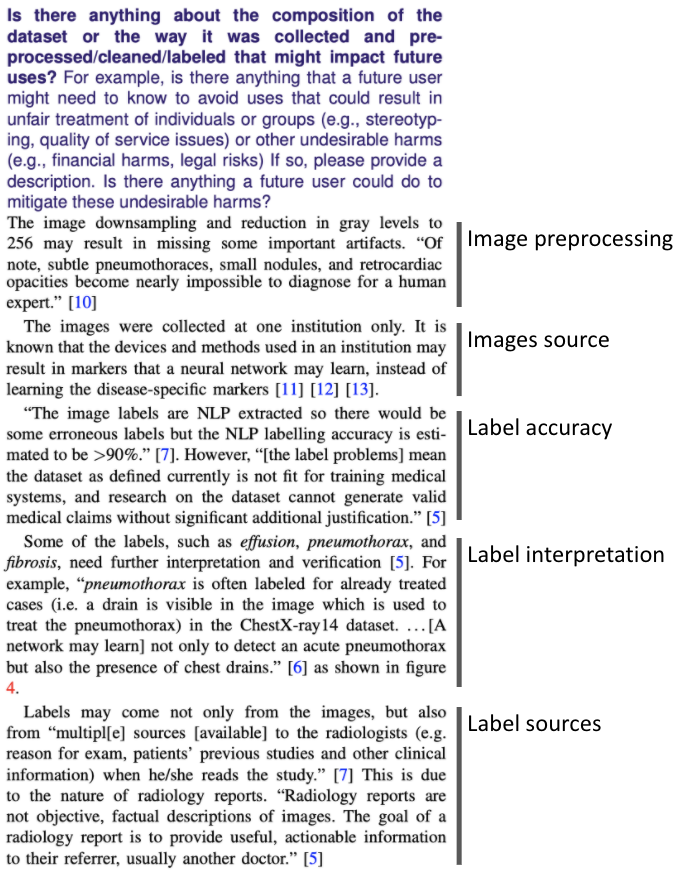 Is there anything about the composition of the
dataset or the way it was collected and pre-
processed/cleaned/labeled that might impact future
uses? For example, is there anything that a future user
might need to know to avoid uses that could result in
unfair treatment of individuals or groups (e.g., stereotyp-
ing, quality of service issues) or other undesirable harms
(e.g., financial harms, legal risks) If so, please provide a
description. Is there anything a future user could do to
mitigate these undesirable harms?
The image downsampling and reduction in gray levels to
256 may result in missing some important artifacts. “Of
note, subtle pneumothoraces, small nodules, and retrocardiac
opacities become nearly impossible to diagnose for a human
expert.” [10]
Image preprocessing
The images were collected at one institution only. It is
known that the devices and methods used in an institution may
result in markers that a neural network may learn, instead of
learning the disease-specific markers [11] [12] [13].
Images source
“The image labels are NLP extracted so there would be
some erroneous labels but the NLP labelling accuracy is esti-
mated to be >90%.” [7]. However, “[the label problems] mean
the dataset as defined currently is not fit for training medical
systems, and research on the dataset cannot generate valid
medical claims without significant additional justification.” [5]
Label accuracy
Some of the labels, such as effusion, pneumothorax, and
fibrosis, need further interpretation and verification [5]. For
example, “pneumothorax is often labeled for already treated
cases (i.e. a drain is visible in the image which is used to
treat the pneumothorax) in the ChestX-ray14 dataset. ...[A
network may learn] not only to detect an acute pneumothorax
but also the presence of chest drains.” [6] as shown in figure
4.
Label interpretation
Labels may come not only from the images, but also
from “multipl[e] sources [available] to the radiologists (e.g.
reason for exam, patients’ previous studies and other clinical
information) when he/she reads the study.” [7] This is due
to the nature of radiology reports. “Radiology reports are
not objective, factual descriptions of images. The goal of a
radiology report is to provide useful, actionable information
to their referrer, usually another doctor.” [5]
Label sources